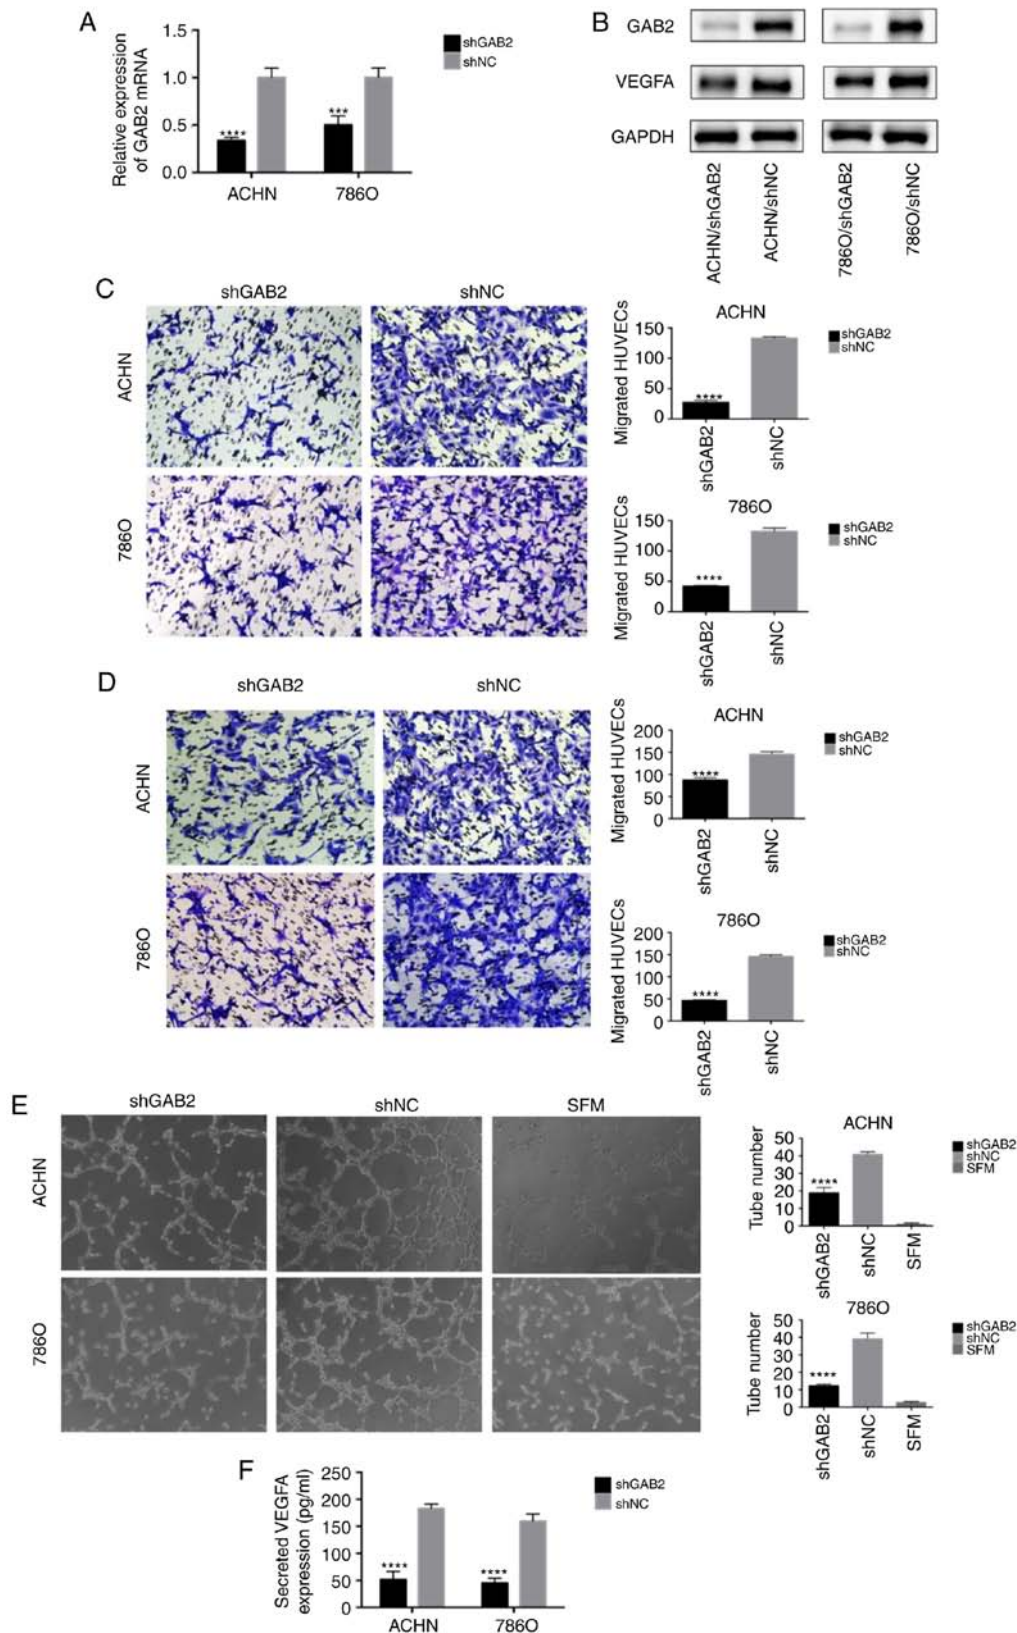 A
1.5
1.0
0.5
0.0
Relative expression
of GAB2 mRNA
****
***
ACHN
786O
shGAB2
shNC
B
GAB2
VEGFA
GAPDH
ACHN/shGAB2
ACHN/shNC
786O/shGAB2
786O/shNC
C
shGAB2
shNC
ACHN
786O
ACHN
Migrated HUVECs
150
100
50
0
****
shGAB2
shNC
shGAB2
shNC
786O
Migrated HUVECs
150
100
50
0
****
shGAB2
shNC
shGAB2
shNC
D
shGAB2
shNC
ACHN
786O
ACHN
Migrated HUVECs
200
150
100
50
0
****
shGAB2
shNC
shGAB2
shNC
786O
Migrated HUVECs
200
150
100
50
0
****
shGAB2
shNC
shGAB2
shNC
E
shGAB2
shNC
SFM
ACHN
786O
ACHN
Tube number
50
40
30
20
10
0
****
shGAB2
shNC
SFM
shGAB2
shNC
SFM
786O
Tube number
50
40
30
20
10
0
****
shGAB2
shNC
SFM
shGAB2
shNC
SFM
F
Secreted VEGFA
expression (pg/ml)
250
200
150
100
50
0
****
****
ACHN
786O
shGAB2
shNC